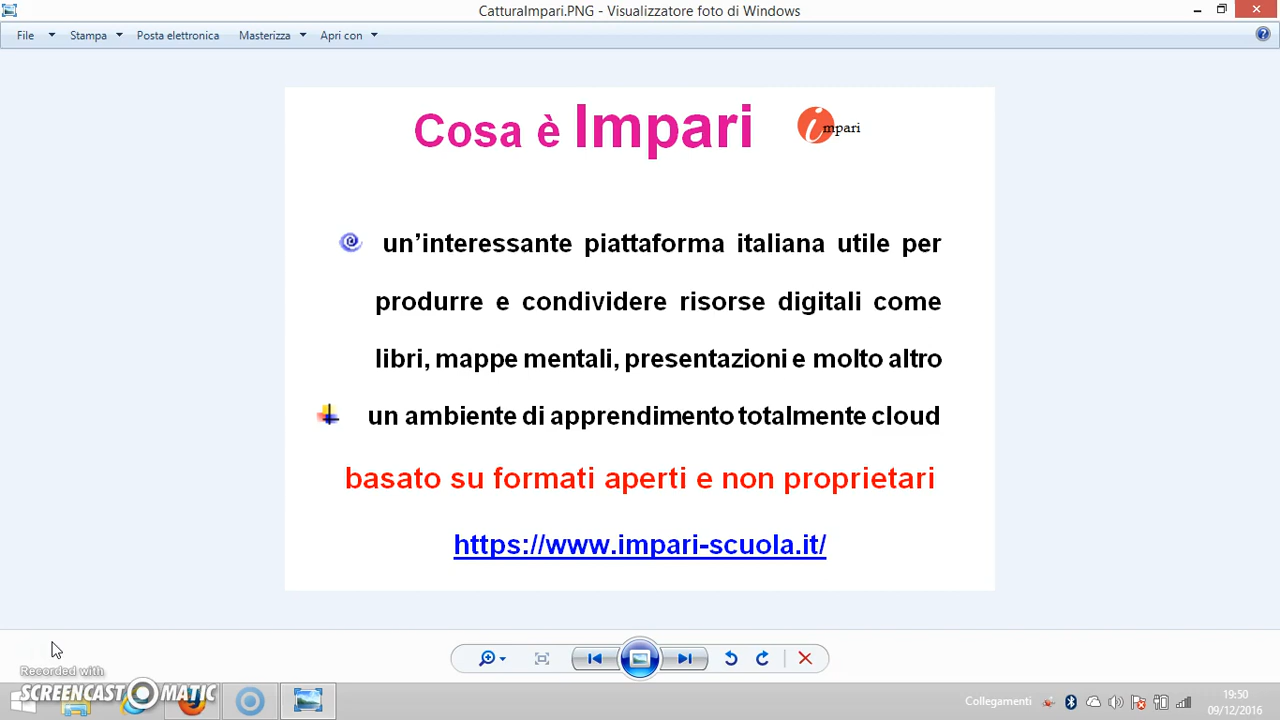 CatturaImpari.PNG - Visualizzatore foto di Windows
File Stampa Posta elettronica Masterizza Apri con
Cosa è Impari
impari
un’interessante piattaforma italiana utile per
produrre e condividere risorse digitali come
libri, mappe mentali, presentazioni e molto altro
un ambiente di apprendimento totalmente cloud
basato su formati aperti e non proprietari
https://www.impari-scuola.it/
Recorded with
SCREENCAST MATIC
Collegamenti
19:50
09/12/2016